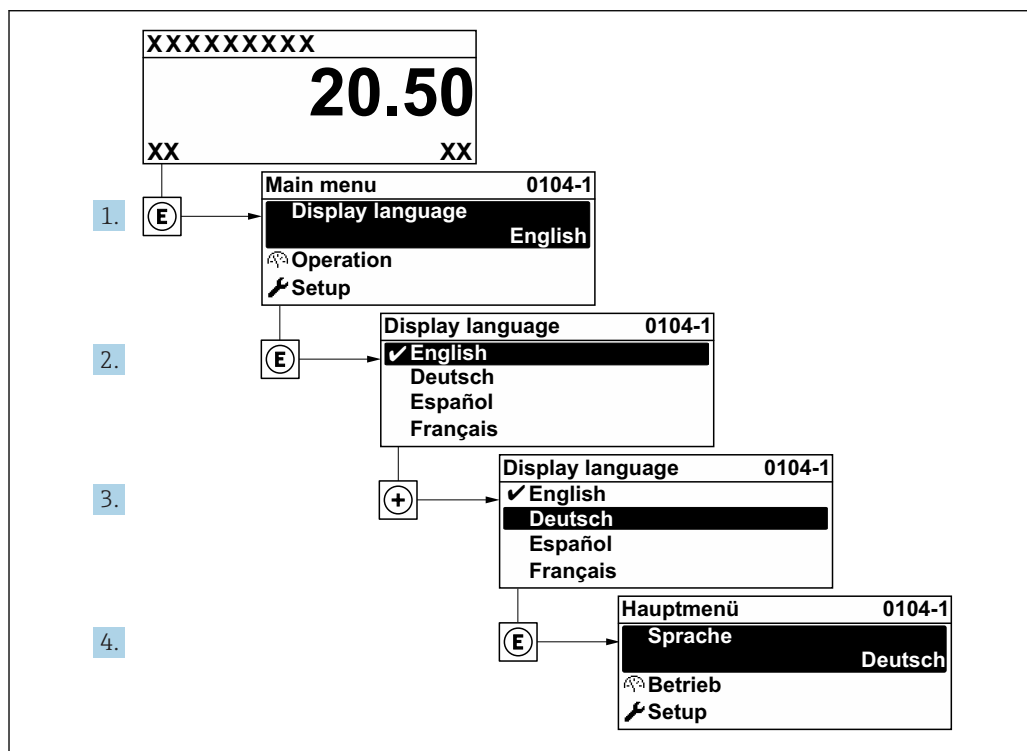 XXXXXXXXX
20.50
XX XX
1. E
Main menu 0104-1
Display language
English
Operation
Setup
2. E
Display language 0104-1
✔ English
Deutsch
Español
Français
3. +
Display language 0104-1
✔ English
Deutsch
Español
Français
4. E
Hauptmenü 0104-1
Sprache
Deutsch
Betrieb
Setup